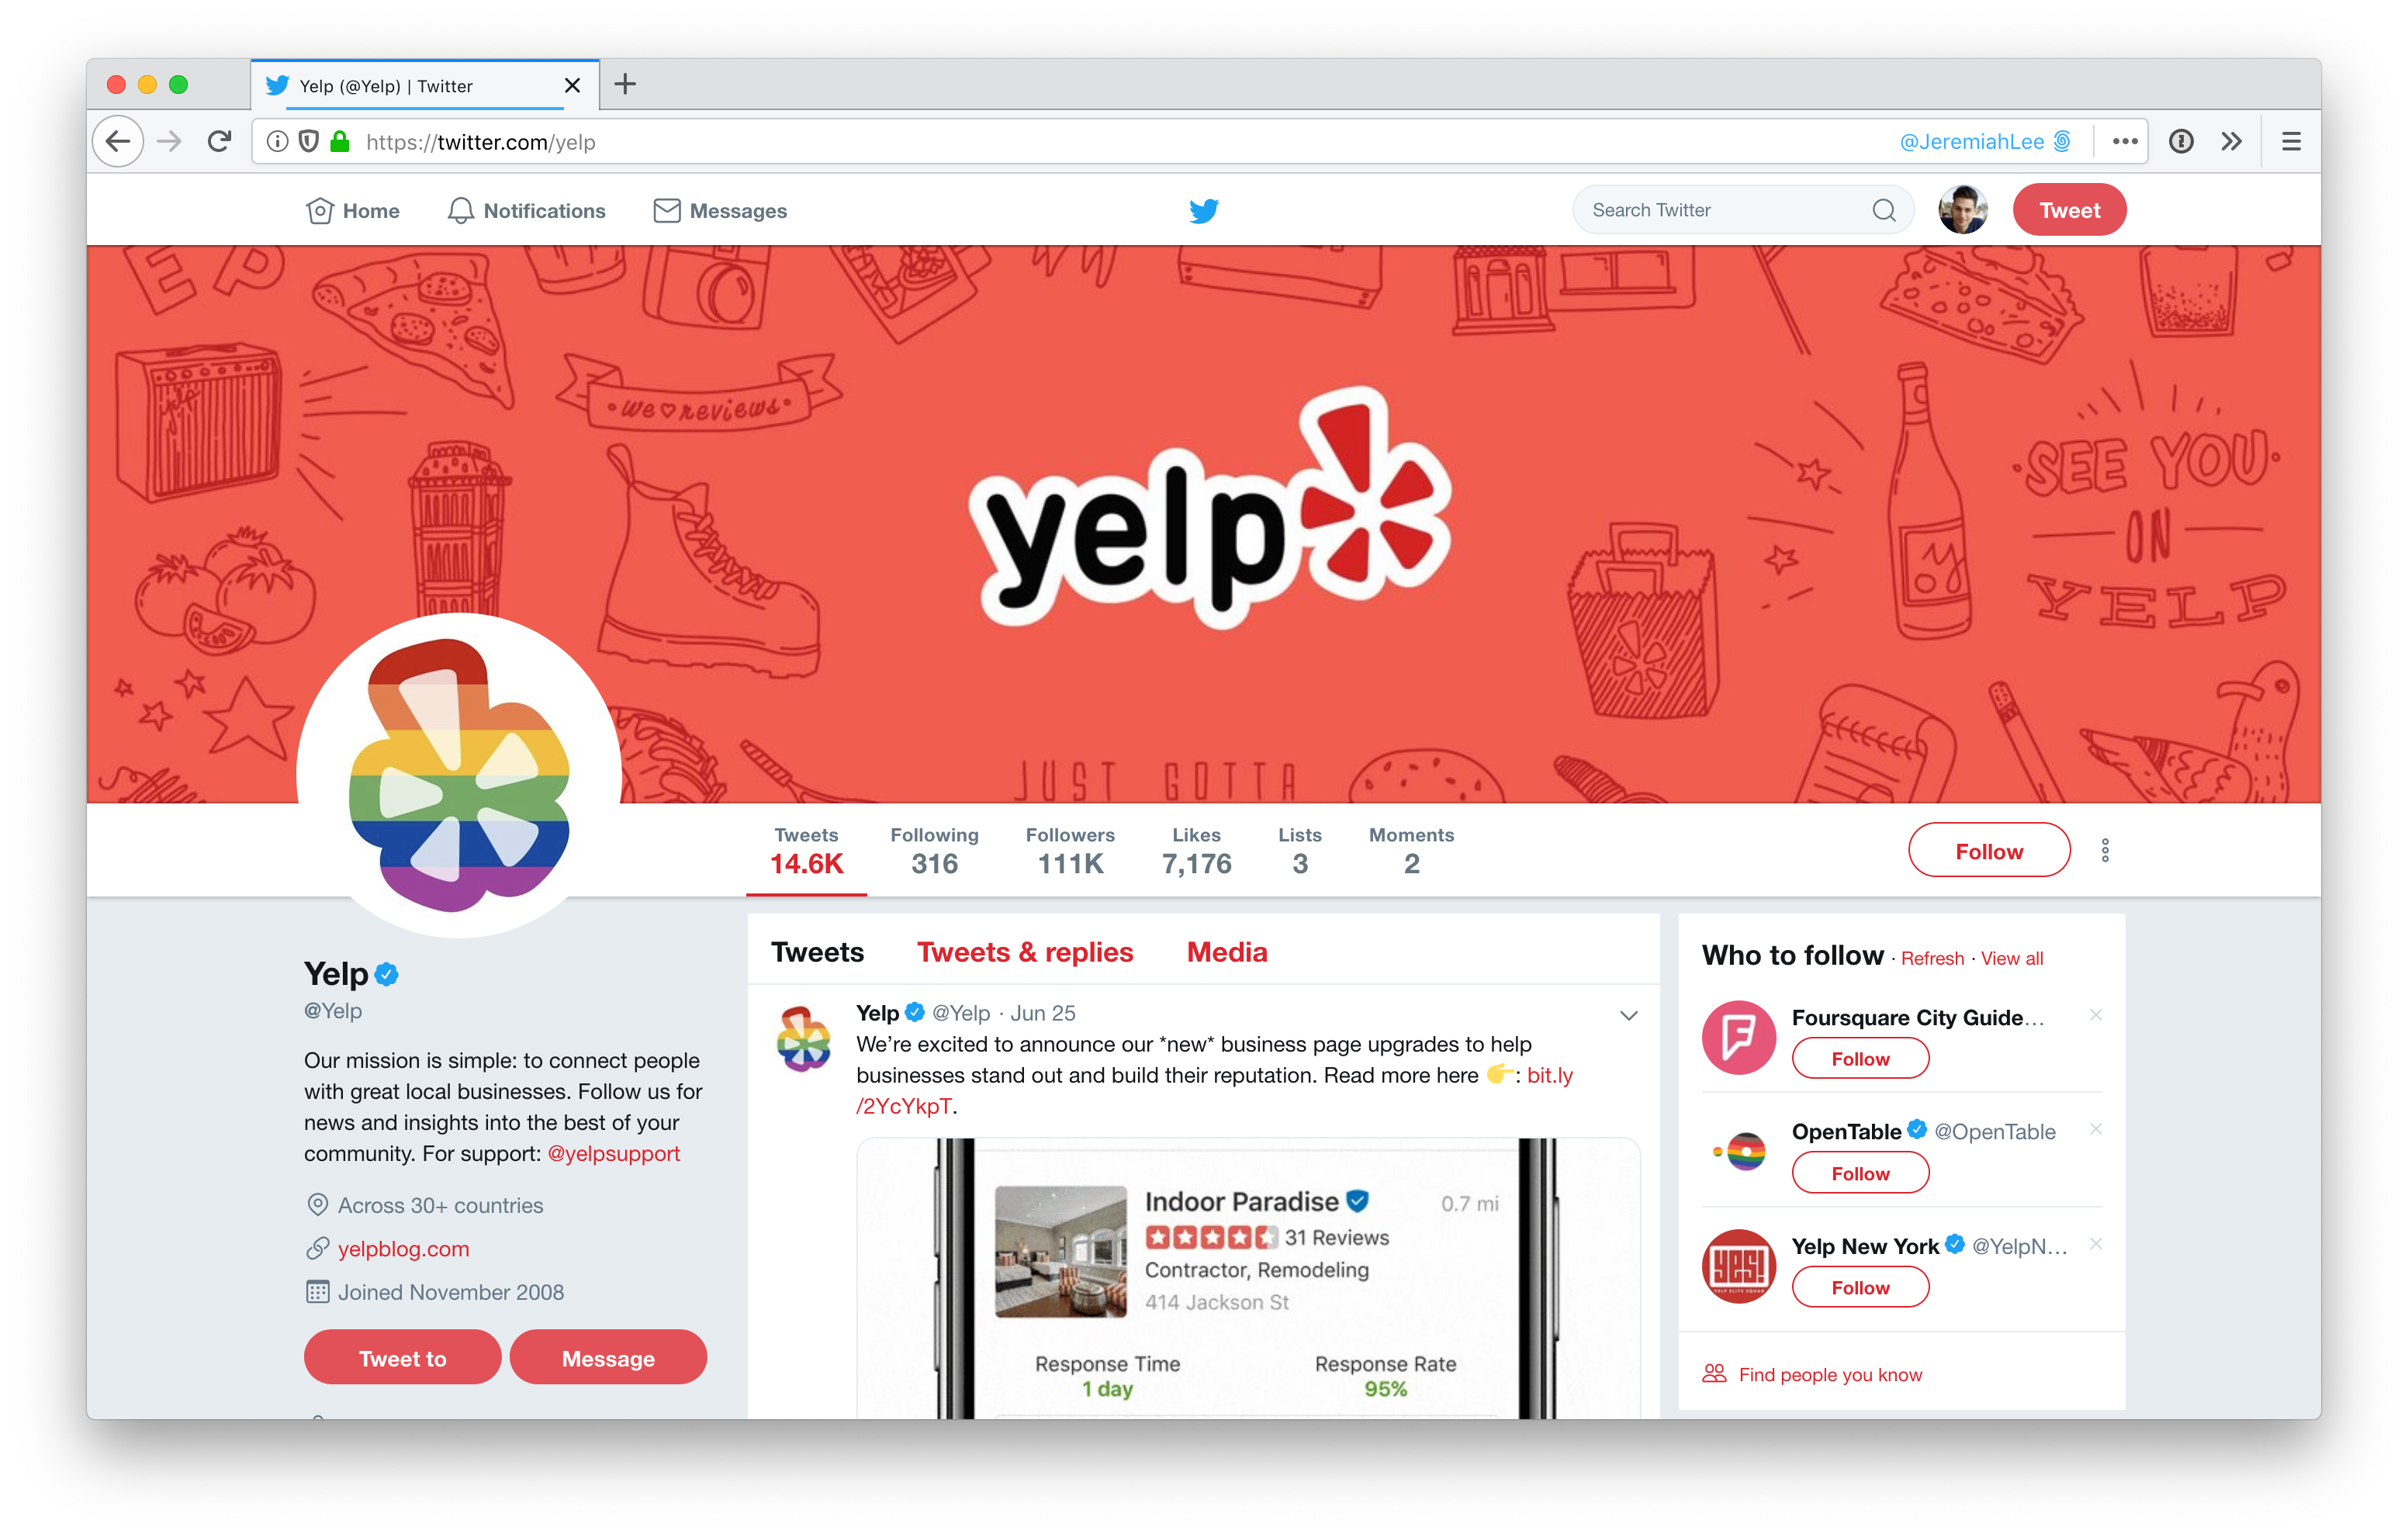 Yelp (@Yelp) | Twitter
https://twitter.com/yelp
@JeremiahLee
Home
Notifications
Messages
Search Twitter
Tweet
E P
we♡reviews
yelp
SEE YOU
ON
YELP
JUST GOTTA
Tweets
14.6K
Following
316
Followers
111K
Likes
7,176
Lists
3
Moments
2
Follow
Yelp
@Yelp
Our mission is simple: to connect people
with great local businesses. Follow us for
news and insights into the best of your
community. For support: @yelpsupport
Across 30+ countries
yelpblog.com
Joined November 2008
Tweet to
Message
Tweets
Tweets & replies
Media
Yelp @Yelp · Jun 25
We’re excited to announce our *new* business page upgrades to help
businesses stand out and build their reputation. Read more here 👉: bit.ly
/2YcYkpT.
Indoor Paradise
0.7 mi
31 Reviews
Contractor, Remodeling
414 Jackson St
Response Time
1 day
Response Rate
95%
Who to follow · Refresh · View all
Foursquare City Guide…
Follow
OpenTable @OpenTable
Follow
yes!
YELP ELITE SQUAD
Yelp New York @YelpN…
Follow
Find people you know